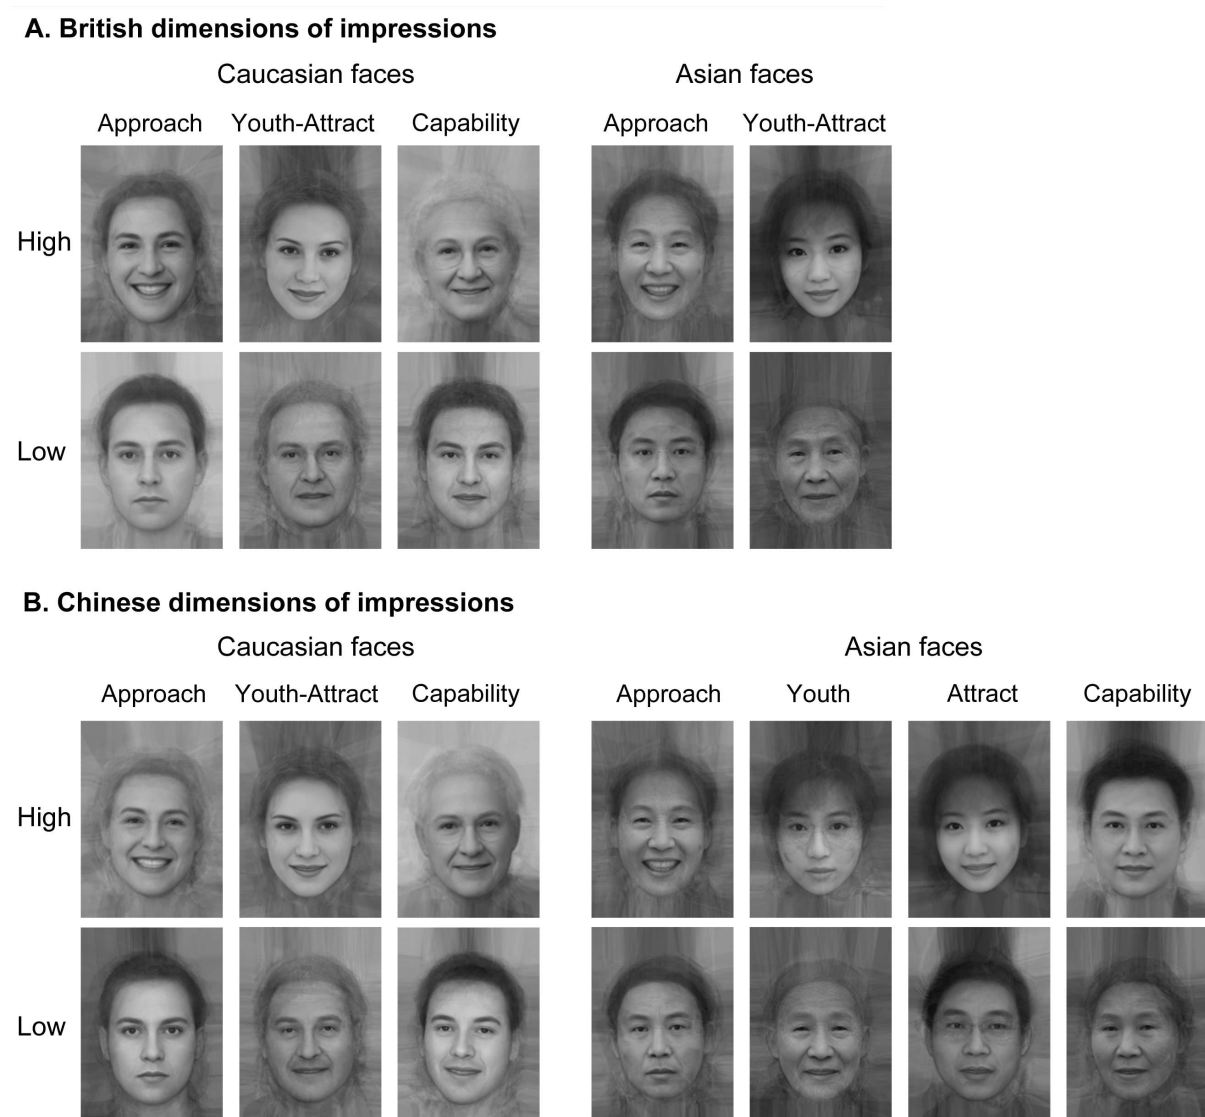 A. British dimensions of impressions
Caucasian faces Asian faces
Approach Youth-Attract Capability Approach Youth-Attract
High
Low
B. Chinese dimensions of impressions
Caucasian faces Asian faces
Approach Youth-Attract Capability Approach Youth Attract Capability
High
Low